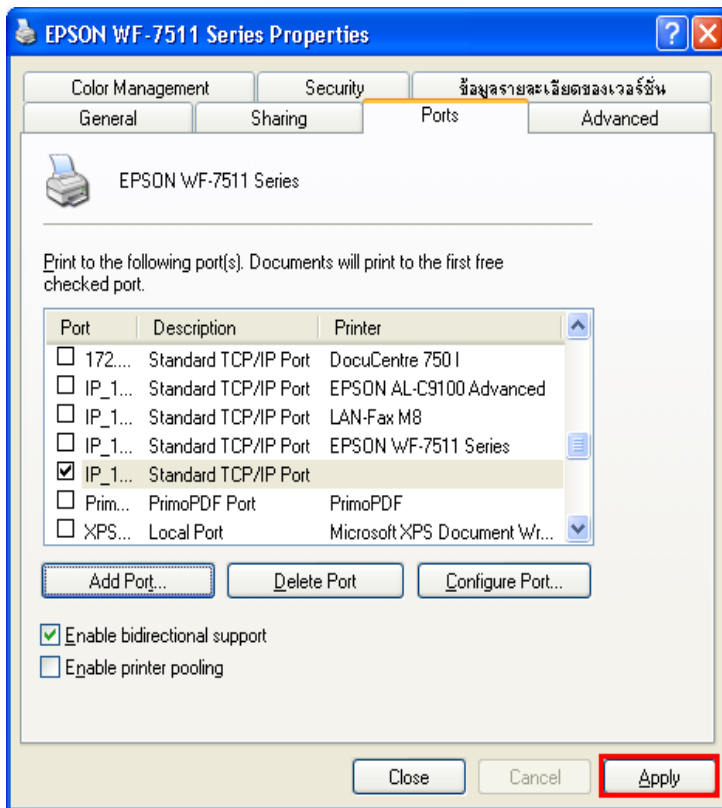 EPSON WF-7511 Series Properties
Color Management Security ข้อมูลรายละเอียดของเวอร์ชั่น
General Sharing Ports Advanced
EPSON WF-7511 Series
Print to the following port(s). Documents will print to the first free
checked port.
Port Description Printer
172.... Standard TCP/IP Port DocuCentre 750 I
IP_1... Standard TCP/IP Port EPSON AL-C9100 Advanced
IP_1... Standard TCP/IP Port LAN-Fax M8
IP_1... Standard TCP/IP Port EPSON WF-7511 Series
IP_1... Standard TCP/IP Port
Prim... PrimoPDF Port PrimoPDF
XPS... Local Port Microsoft XPS Document Wr...
Add Port... Delete Port Configure Port...
Enable bidirectional support
Enable printer pooling
Close Cancel Apply